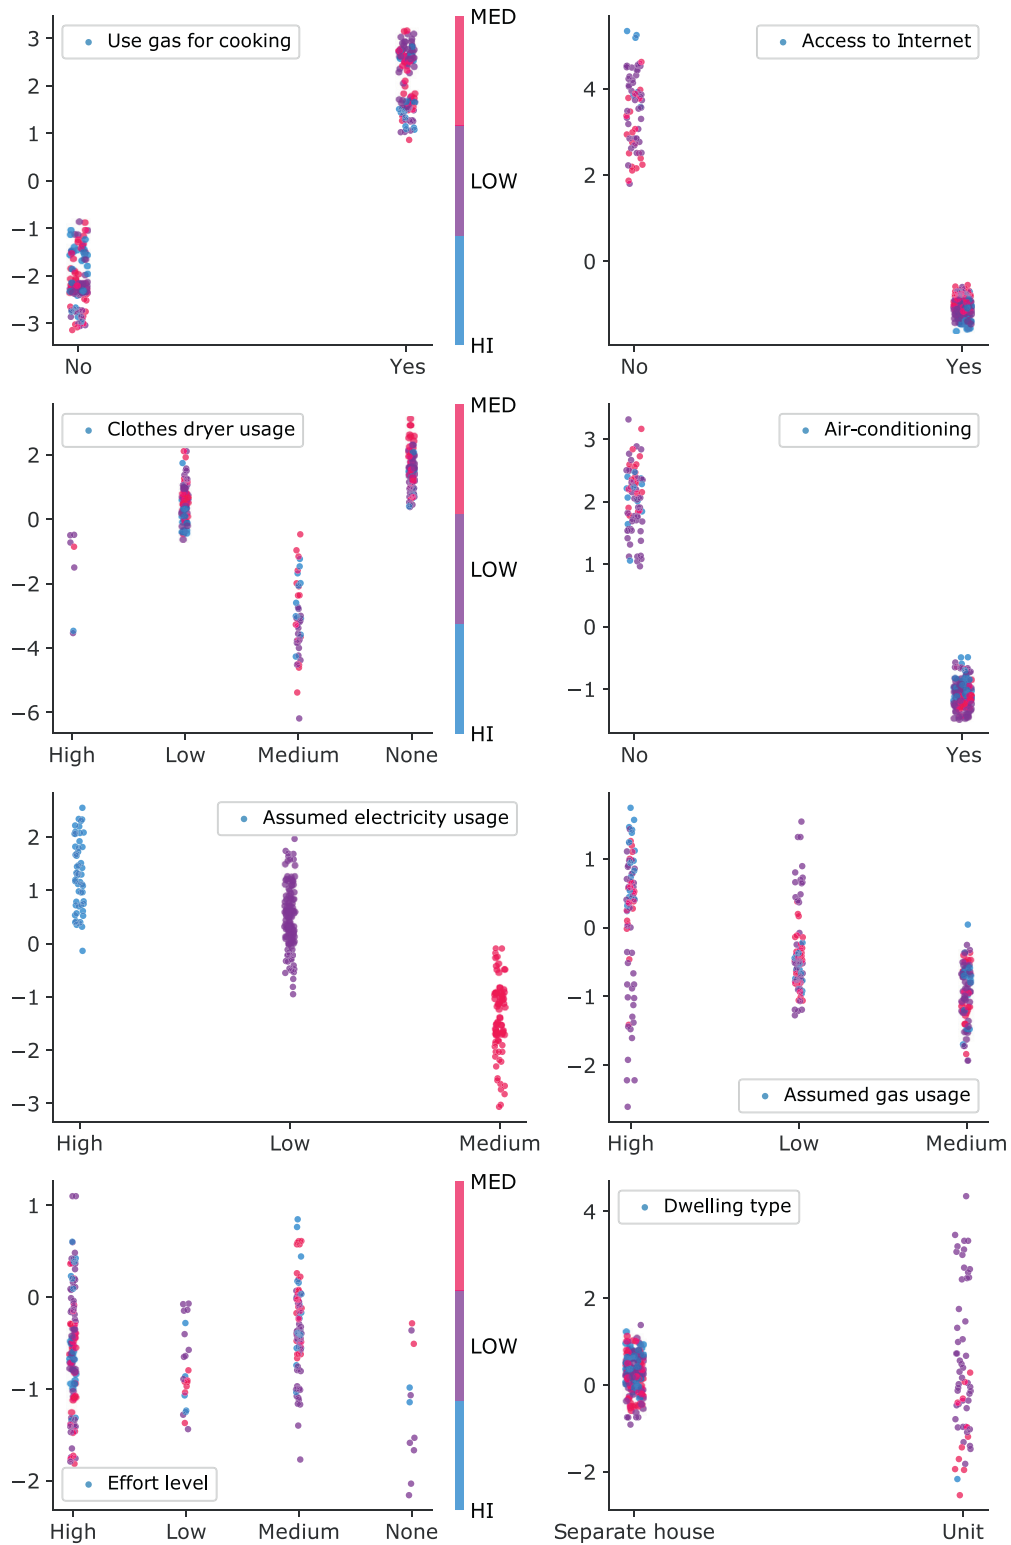 Use gas for cooking
3
2
1
0
−1
−2
−3
No
Yes
MED
LOW
HI
Access to Internet
4
2
0
No
Yes
Clothes dryer usage
2
0
−2
−4
−6
High
Low
Medium
None
MED
LOW
HI
Air-conditioning
3
2
1
0
−1
No
Yes
Assumed electricity usage
2
1
0
−1
−2
−3
High
Low
Medium
1
0
−1
−2
Assumed gas usage
High
Low
Medium
1
0
−1
−2
Effort level
High
Low
Medium
None
MED
LOW
HI
Dwelling type
4
2
0
−2
Separate house
Unit